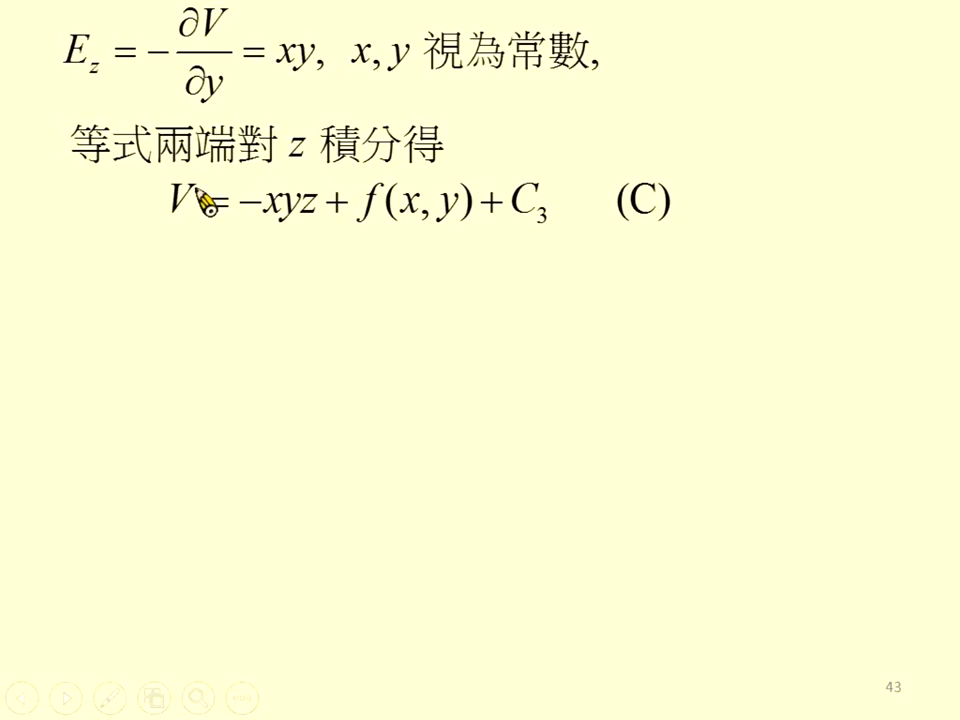 E_z = -∂V/∂y = xy, x, y 視為常數,
等式兩端對 z 積分得
V = -xyz + f(x, y) + C_3 (C)
43